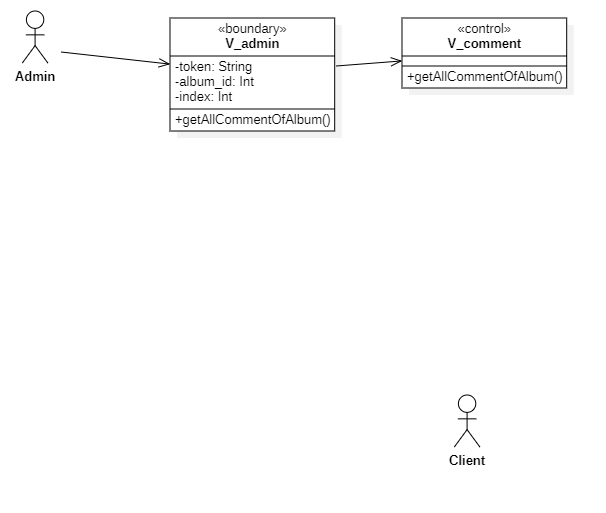 Admin
«boundary»
V_admin
-token: String
-album_id: Int
-index: Int
+getAllCommentOfAlbum()
«control»
V_comment
+getAllCommentOfAlbum()
Client